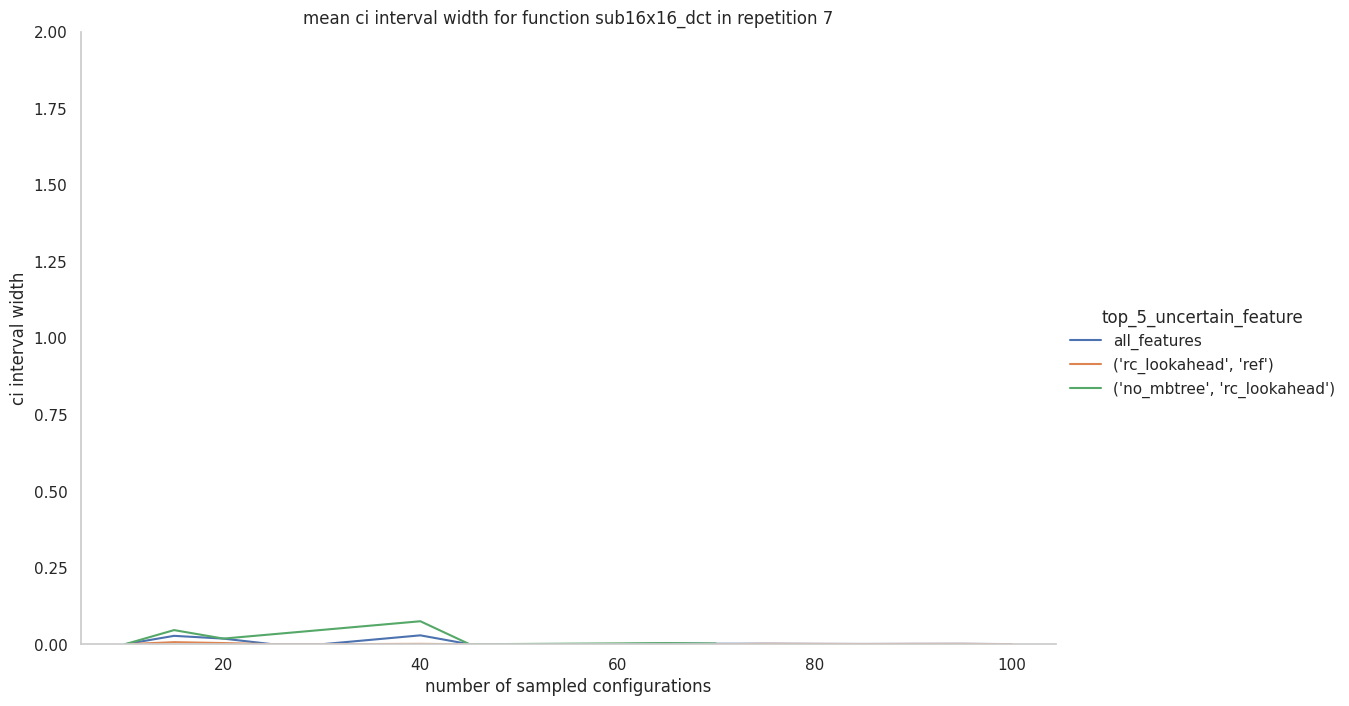 mean ci interval width for function sub16x16_dct in repetition 7
2.00
1.75
1.50
1.25
1.00
0.75
0.50
0.25
0.00
ci interval width
20
40
60
80
100
number of sampled configurations
top_5_uncertain_feature
all_features
('rc_lookahead', 'ref')
('no_mbtree', 'rc_lookahead')